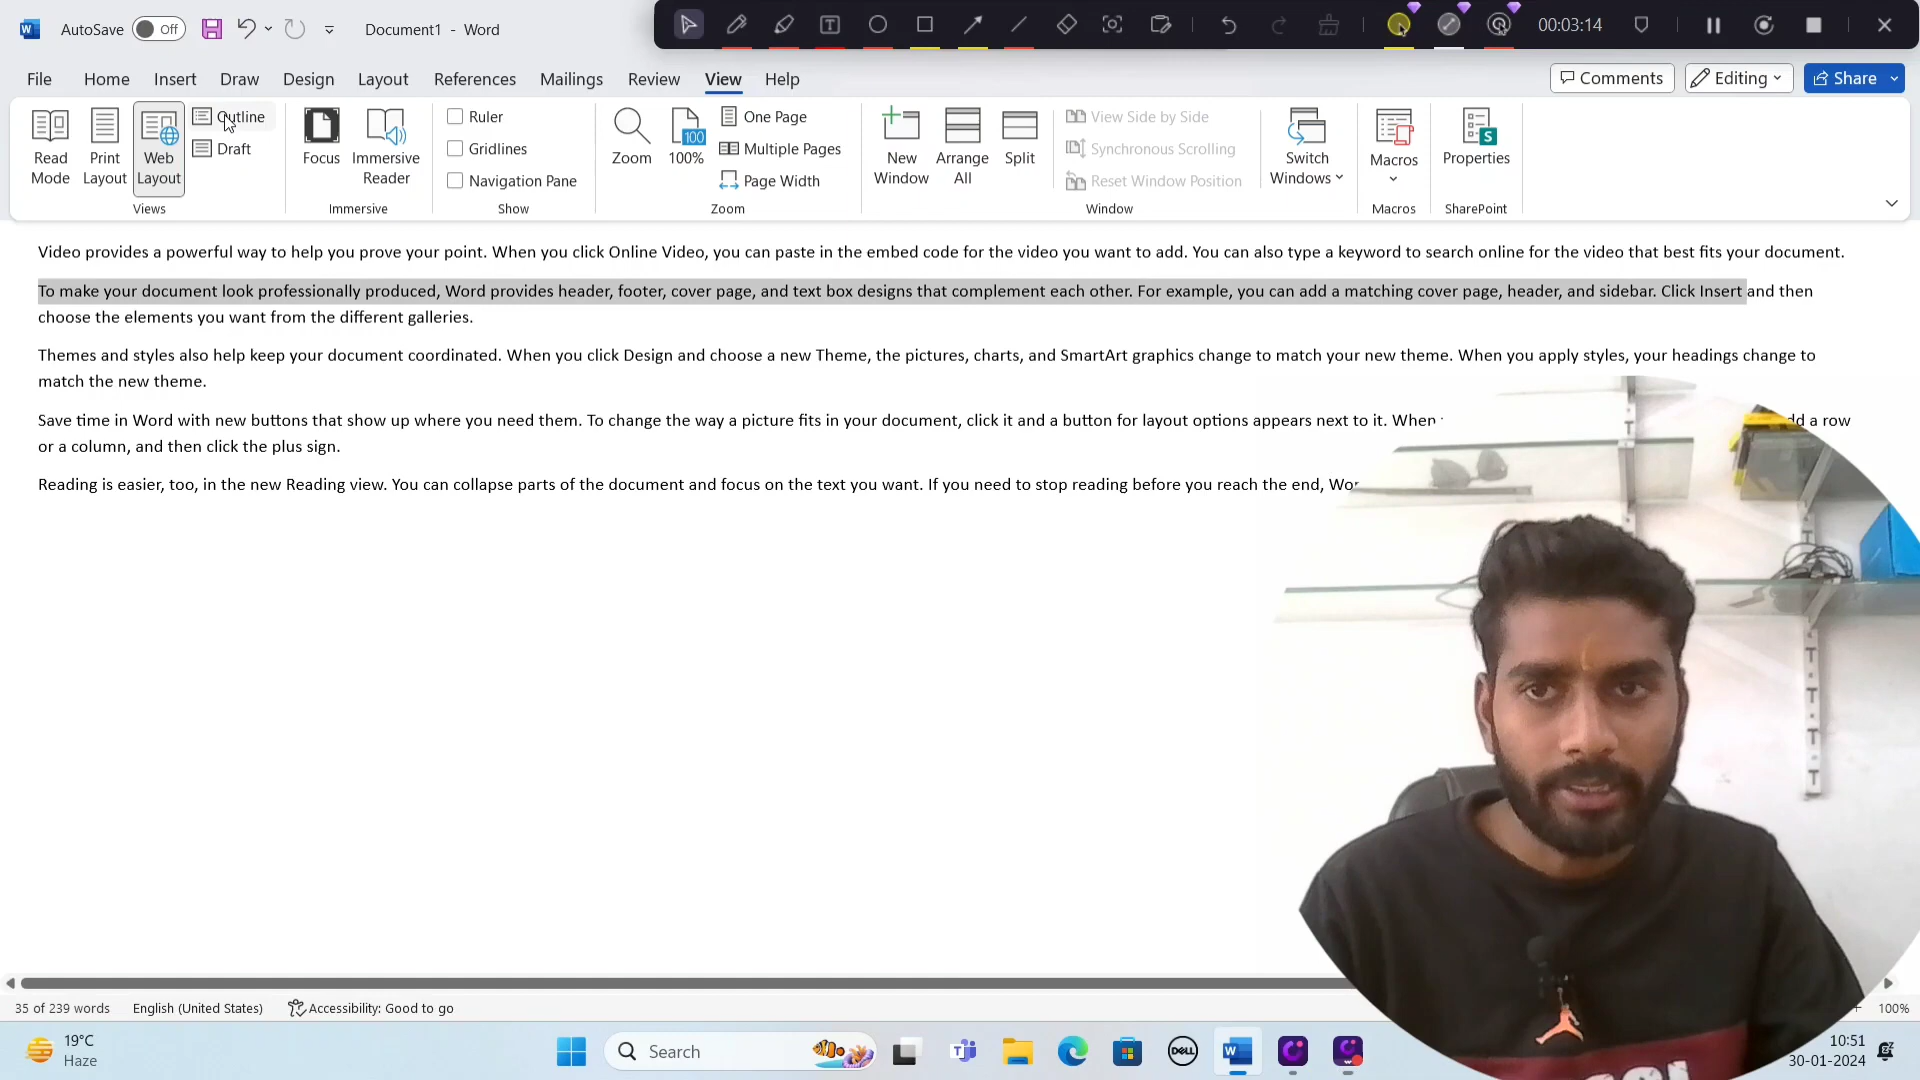 AutoSave Off Document1 - Word 00:03:14
File Home Insert Draw Design Layout References Mailings Review View Help Comments Editing Share
Read Mode
Print Layout
Web Layout
Outline
Draft
Views
Focus
Immersive Reader
Immersive
Ruler
Gridlines
Navigation Pane
Show
Zoom
100
100%
One Page
Multiple Pages
Page Width
Zoom
New Window
Arrange All
Split
View Side by Side
Synchronous Scrolling
Reset Window Position
Switch Windows
Window
Macros
Macros
Properties
SharePoint
Video provides a powerful way to help you prove your point. When you click Online Video, you can paste in the embed code for the video you want to add. You can also type a keyword to search online for the video that best fits your document.
To make your document look professionally produced, Word provides header, footer, cover page, and text box designs that complement each other. For example, you can add a matching cover page, header, and sidebar. Click Insert and then
choose the elements you want from the different galleries.
Themes and styles also help keep your document coordinated. When you click Design and choose a new Theme, the pictures, charts, and SmartArt graphics change to match your new theme. When you apply styles, your headings change to
match the new theme.
Save time in Word with new buttons that show up where you need them. To change the way a picture fits in your document, click it and a button for layout options appears next to it. When a row
or a column, and then click the plus sign.
Reading is easier, too, in the new Reading view. You can collapse parts of the document and focus on the text you want. If you need to stop reading before you reach the end,
35 of 239 words English (United States) Accessibility: Good to go 100%
19°C
Haze
Search
DELL
10:51
30-01-2024